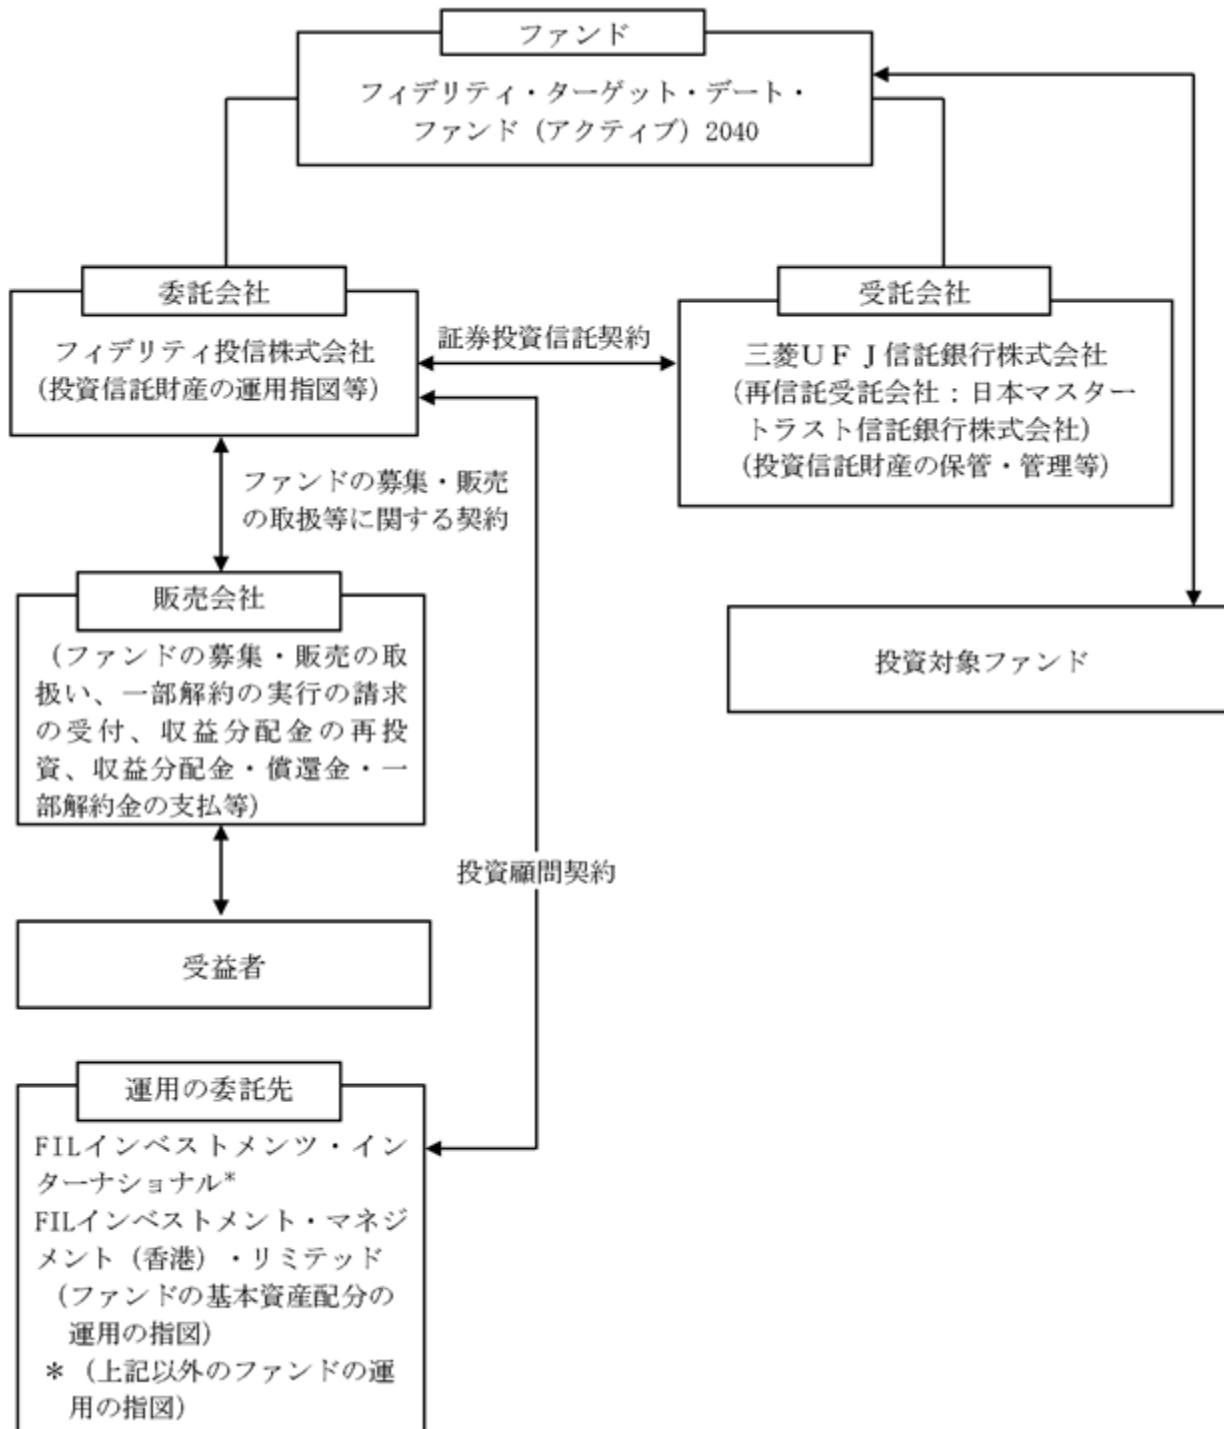 ファンド
フィデリティ・ターゲット・デート・
ファンド（アクティブ）2040
委託会社
フィデリティ投信株式会社
（投資信託財産の運用指図等）
証券投資信託契約
受託会社
三菱ＵＦＪ信託銀行株式会社
（再信託受託会社：日本マスター
トラスト信託銀行株式会社）
（投資信託財産の保管・管理等）
ファンドの募集・販売
の取扱等に関する契約
販売会社
（ファンドの募集・販売の取
扱い、一部解約の実行の請求
の受付、収益分配金の再投
資、収益分配金・償還金・一
部解約金の支払等）
投資対象ファンド
投資顧問契約
受益者
運用の委託先
FILインベストメンツ・イン
ターナショナル*
FILインベストメント・マネジ
メント（香港）・リミテッド
（ファンドの基本資産配分の
運用の指図）
＊（上記以外のファンドの運
用の指図）